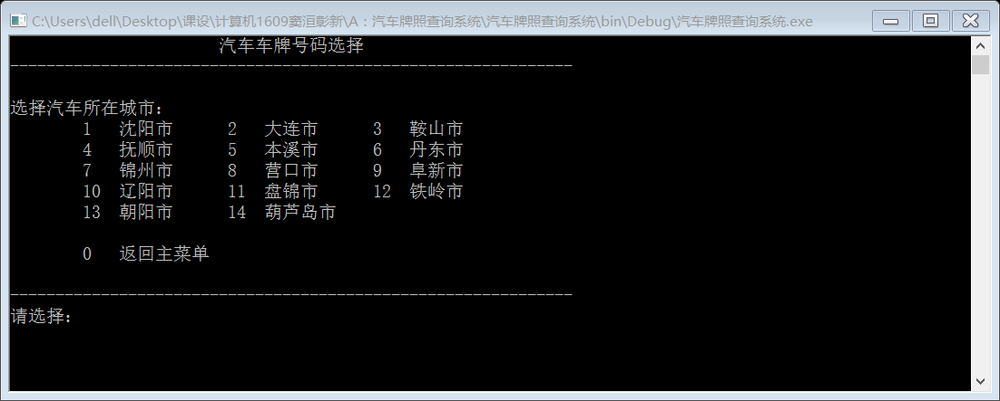 C:\Users\dell\Desktop\课设\计算机1609窦洹彰新\A：汽车牌照查询系统\汽车牌照查询系统\bin\Debug\汽车牌照查询系统.exe
汽车车牌号码选择
--------------------------------------------------------------
选择汽车所在城市:
1 沈阳市 2 大连市 3 鞍山市
4 抚顺市 5 本溪市 6 丹东市
7 锦州市 8 营口市 9 阜新市
10 辽阳市 11 盘锦市 12 铁岭市
13 朝阳市 14 葫芦岛市
0 返回主菜单
--------------------------------------------------------------
请选择: